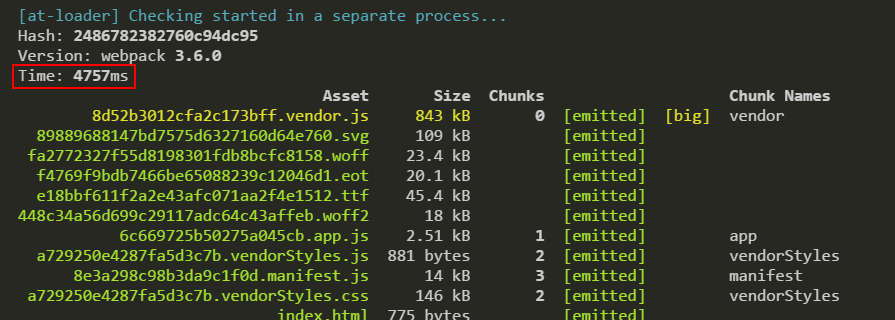 [at-loader] Checking started in a separate process...
Hash: 2486782382760c94dc95
Version: webpack 3.6.0
Time: 4757ms
Asset Size Chunks Chunk Names
8d52b3012cfa2c173bff.vendor.js 843 kB 0 [emitted] [big] vendor
89889688147bd7575d6327160d64e760.svg 109 kB [emitted]
fa2772327f55d8198301fdb8bcfc8158.woff 23.4 kB [emitted]
f4769f9bdb7466be65088239c12046d1.eot 20.1 kB [emitted]
e18bbf611f2a2e43afc071aa2f4e1512.ttf 45.4 kB [emitted]
448c34a56d699c29117adc64c43affeb.woff2 18 kB [emitted]
6c669725b50275a045cb.app.js 2.51 kB 1 [emitted] app
a729250e4287fa5d3c7b.vendorStyles.js 881 bytes 2 [emitted] vendorStyles
8e3a298c98b3da9c1f0d.manifest.js 14 kB 3 [emitted] manifest
a729250e4287fa5d3c7b.vendorStyles.css 146 kB 2 [emitted] vendorStyles
index.html 775 bytes [emitted]